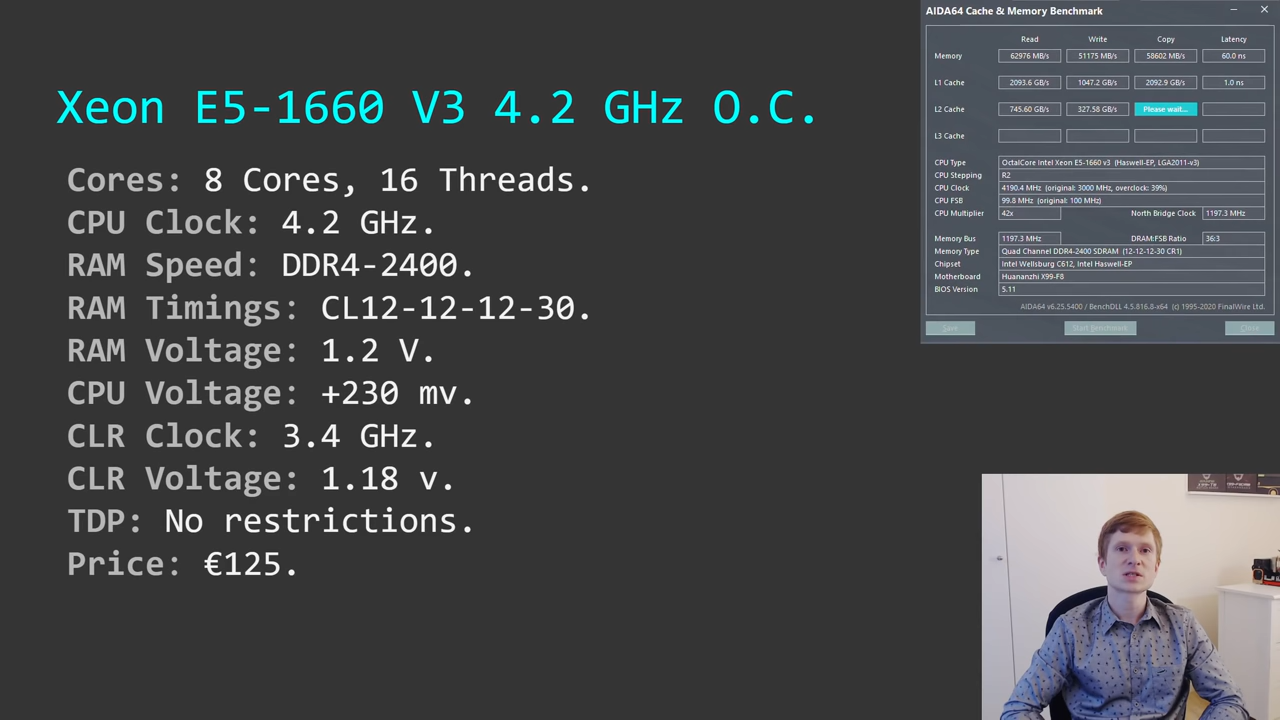 Xeon E5-1660 V3 4.2 GHz O.C.
Cores: 8 Cores, 16 Threads.
CPU Clock: 4.2 GHz.
RAM Speed: DDR4-2400.
RAM Timings: CL12-12-12-30.
RAM Voltage: 1.2 V.
CPU Voltage: +230 mv.
CLR Clock: 3.4 GHz.
CLR Voltage: 1.18 v.
TDP: No restrictions.
Price: €125.
AIDA64 Cache & Memory Benchmark
Read Write Copy Latency
Memory 62976 MB/s 51175 MB/s 58602 MB/s 60.0 ns
L1 Cache 2093.6 GB/s 1047.2 GB/s 2092.9 GB/s 1.0 ns
L2 Cache 745.60 GB/s 327.58 GB/s Please wait...
L3 Cache
CPU Type OctalCore Intel Xeon E5-1660 v3 (Haswell-EP, LGA2011-v3)
CPU Stepping R2
CPU Clock 4190.4 MHz (original: 3000 MHz, overclock: 39%)
CPU FSB 99.8 MHz (original: 100 MHz)
CPU Multiplier 42x North Bridge Clock 1197.3 MHz
Memory Bus 1197.3 MHz DRAM:FSB Ratio 36:3
Memory Type Quad Channel DDR4-2400 SDRAM (12-12-12-30 CR1)
Chipset Intel Wellsburg C612, Intel Haswell-EP
Motherboard Huananzhi X99-F8
BIOS Version 5.11
AIDA64 v6.25.5400 / BenchDLL 4.5.816.8-x64 (c) 1995-2020 FinalWire Ltd.
Save Start Benchmark Close